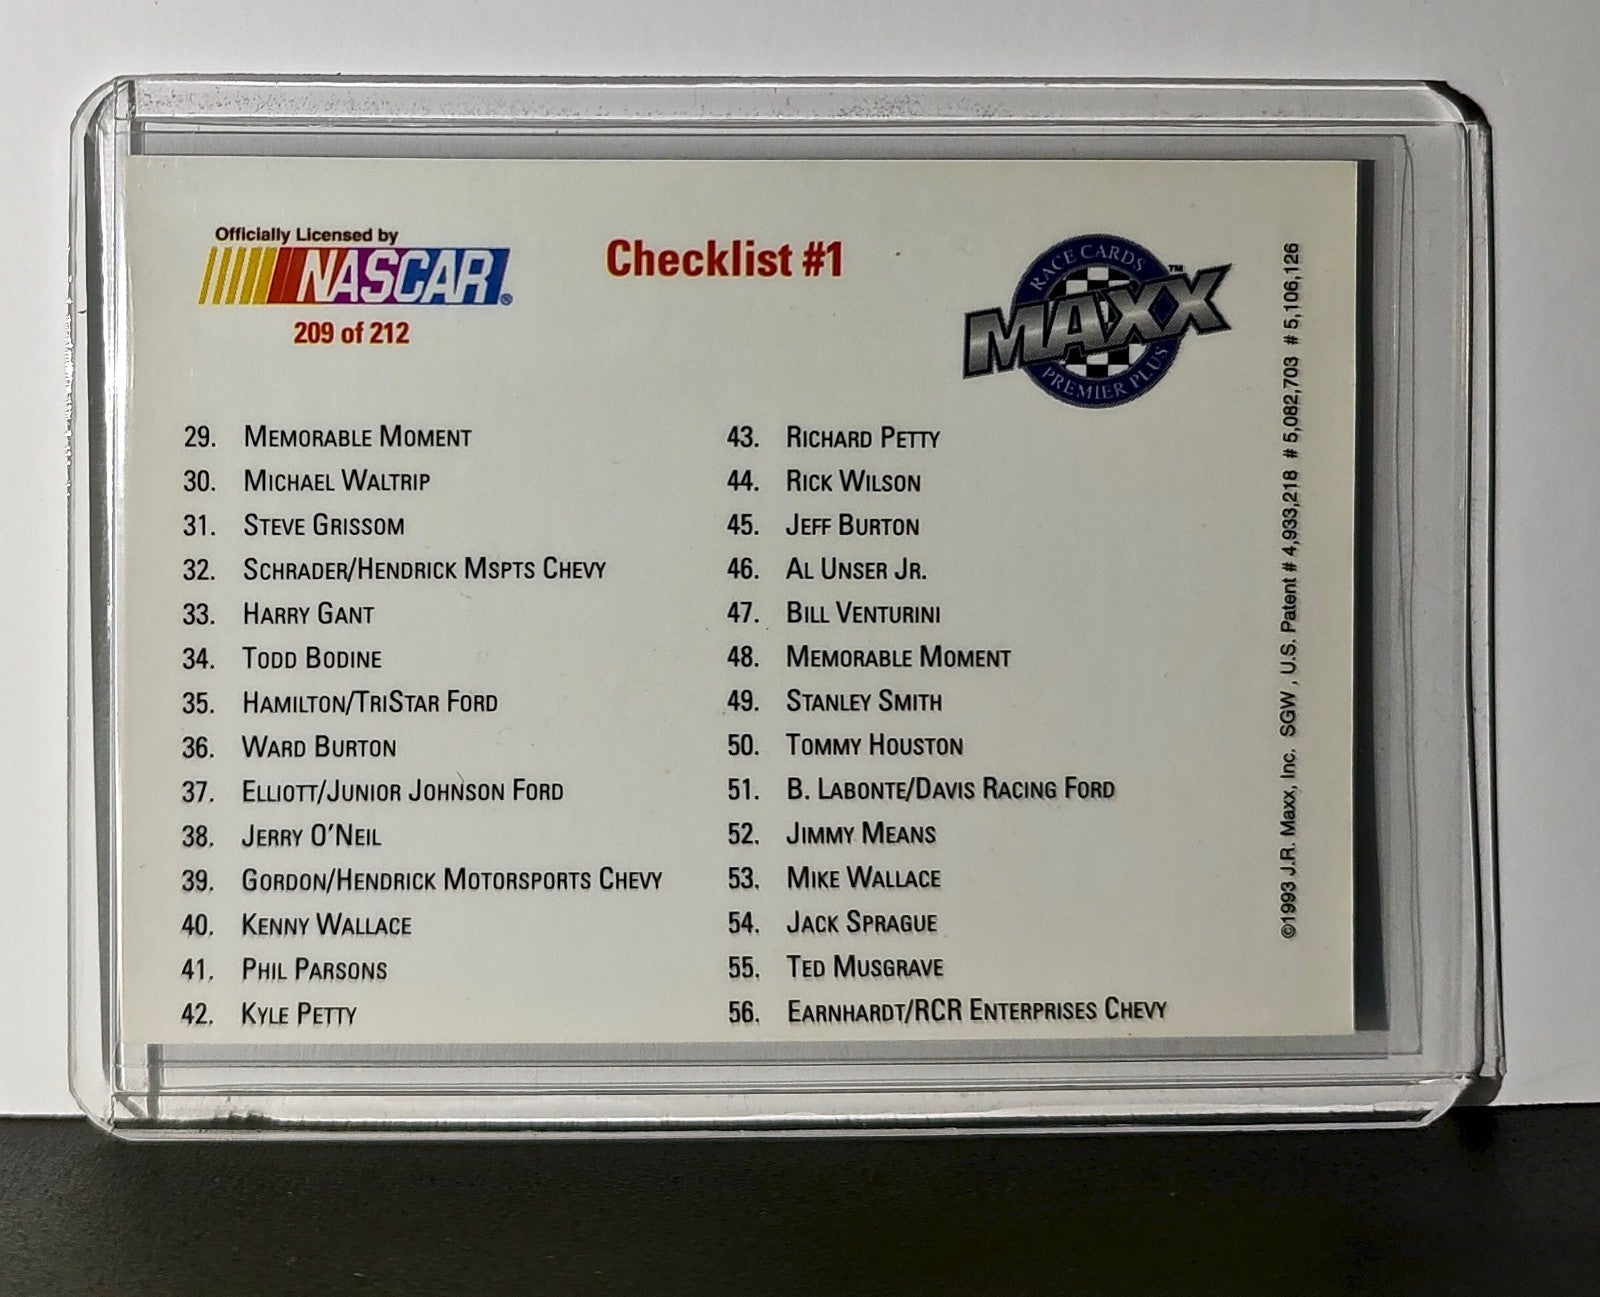 Officially Licensed by
NASCAR®
209 of 212
Checklist #1
RACE CARDS
MAXX™
PREMIER PLUS
29. MEMORABLE MOMENT
30. MICHAEL WALTRIP
31. STEVE GRISSOM
32. SCHRADER/HENDRICK MSPTS CHEVY
33. HARRY GANT
34. TODD BODINE
35. HAMILTON/TRISTAR FORD
36. WARD BURTON
37. ELLIOTT/JUNIOR JOHNSON FORD
38. JERRY O'NEIL
39. GORDON/HENDRICK MOTORSPORTS CHEVY
40. KENNY WALLACE
41. PHIL PARSONS
42. KYLE PETTY
43. RICHARD PETTY
44. RICK WILSON
45. JEFF BURTON
46. AL UNSER JR.
47. BILL VENTURINI
48. MEMORABLE MOMENT
49. STANLEY SMITH
50. TOMMY HOUSTON
51. B. LABONTE/DAVIS RACING FORD
52. JIMMY MEANS
53. MIKE WALLACE
54. JACK SPRAGUE
55. TED MUSGRAVE
56. EARNHARDT/RCR ENTERPRISES CHEVY
©1993 J.R. Maxx, Inc. SGW, U.S. Patent # 4,933,218 # 5,082,703 # 5,106,126